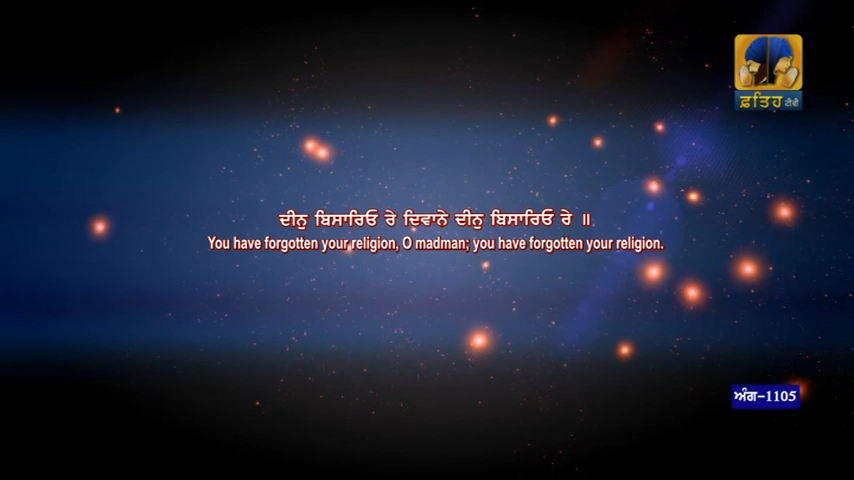 ਫ਼ਤਿਹ ਟੀਵੀ
ਦੀਨੁ ਬਿਸਾਰਿਓ ਰੇ ਦਿਵਾਨੇ ਦੀਨੁ ਬਿਸਾਰਿਓ ਰੇ ॥
You have forgotten your religion, O madman; you have forgotten your religion.
ਅੰਗ-1105